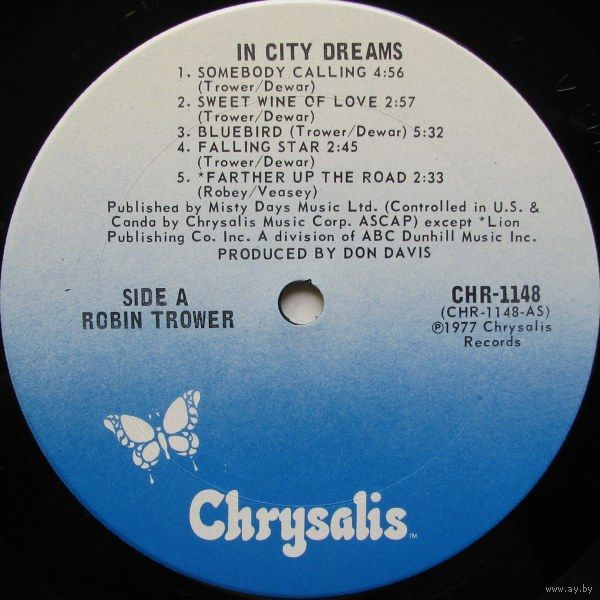 IN CITY DREAMS
1. SOMEBODY CALLING 4:56
(Trower/Dewar)
2. SWEET WINE OF LOVE 2:57
(Trower/Dewar)
3. BLUEBIRD (Trower/Dewar) 5:32
4. FALLING STAR 2:45
(Trower/Dewar)
5. *FARTHER UP THE ROAD 2:33
(Robey/Veasey)
Published by Misty Days Music Ltd. (Controlled in U.S. &
Canda by Chrysalis Music Corp. ASCAP) except *Lion
Publishing Co. Inc. A division of ABC Dunhill Music Inc.
PRODUCED BY DON DAVIS
SIDE A
ROBIN TROWER
CHR-1148
(CHR-1148-AS)
℗1977 Chrysalis
Records
Chrysalis™
www.ay.by